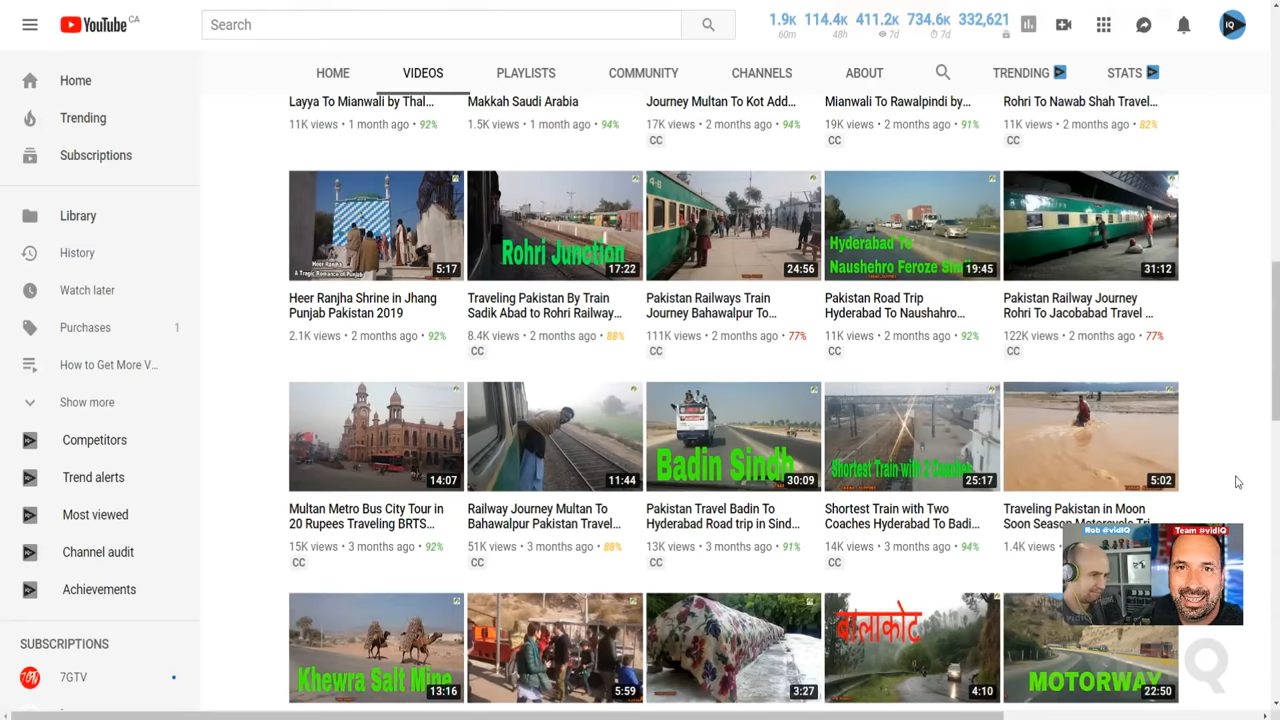 YouTube CA
Search
1.9K 114.4K 411.2K 734.6K 332,621
60m 48h 7d 7d
IQ
HOME VIDEOS PLAYLISTS COMMUNITY CHANNELS ABOUT TRENDING STATS
Home
Trending
Subscriptions
Library
History
Watch later
Purchases 1
How to Get More V...
Show more
Competitors
Trend alerts
Most viewed
Channel audit
Achievements
SUBSCRIPTIONS
7GTV
Layya To Mianwali by Thal...
11K views • 1 month ago • 92%
Makkah Saudi Arabia
1.5K views • 1 month ago • 94%
Journey Multan To Kot Add...
17K views • 2 months ago • 94%
CC
Mianwali To Rawalpindi by...
19K views • 2 months ago • 91%
CC
Rohri To Nawab Shah Travel...
11K views • 2 months ago • 82%
CC
Heer Ranjha
A Tragic Romance of Punjab
5:17
Heer Ranjha Shrine in Jhang
Punjab Pakistan 2019
2.1K views • 2 months ago • 92%
Rohri Junction
17:22
Traveling Pakistan By Train
Sadik Abad to Rohri Railway...
8.4K views • 2 months ago • 88%
CC
24:56
Pakistan Railways Train
Journey Bahawalpur To...
111K views • 2 months ago • 77%
CC
Hyderabad To
Naushehro Feroze
19:45
Pakistan Road Trip
Hyderabad To Naushahro...
11K views • 2 months ago • 92%
CC
31:12
Pakistan Railway Journey
Rohri To Jacobabad Travel ...
122K views • 2 months ago • 77%
CC
14:07
Multan Metro Bus City Tour in
20 Rupees Traveling BRTS...
15K views • 3 months ago • 92%
CC
11:44
Railway Journey Multan To
Bahawalpur Pakistan Travel...
51K views • 3 months ago • 88%
CC
Badin Sindh
30:09
Pakistan Travel Badin To
Hyderabad Road trip in Sind...
13K views • 3 months ago • 91%
CC
Shortest Train with 2 Coaches
25:17
Shortest Train with Two
Coaches Hyderabad To Badi...
14K views • 3 months ago • 94%
CC
5:02
Traveling Pakistan in Moon
Soon Season Motorcycle Tri...
1.4K views
Rob @vidIQ
Team @vidIQ
Khewra Salt Mine
13:16
5:59
3:27
बालाकोट
4:10
MOTORWAY
22:50